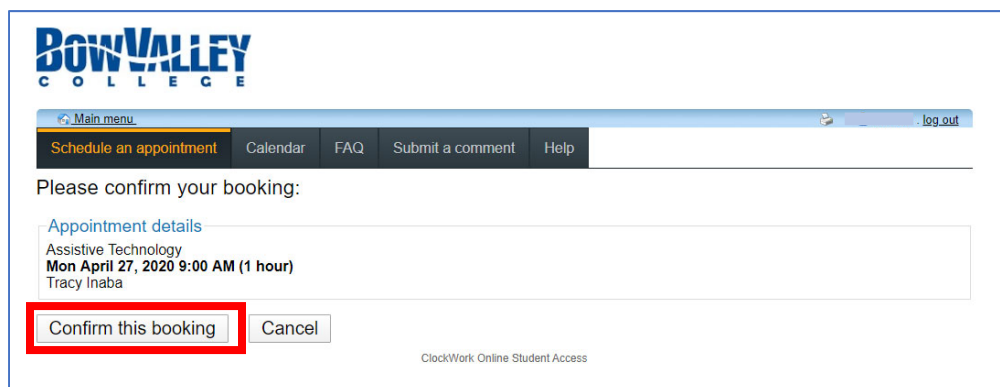 BOW VALLEY
COLLEGE
Main menu
. log out
Schedule an appointment Calendar FAQ Submit a comment Help
Please confirm your booking:
Appointment details
Assistive Technology
Mon April 27, 2020 9:00 AM (1 hour)
Tracy Inaba
Confirm this booking Cancel
ClockWork Online Student Access